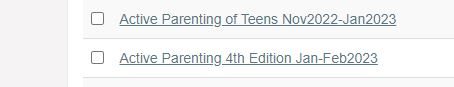 Active Parenting of Teens Nov2022-Jan2023
Active Parenting 4th Edition Jan-Feb2023